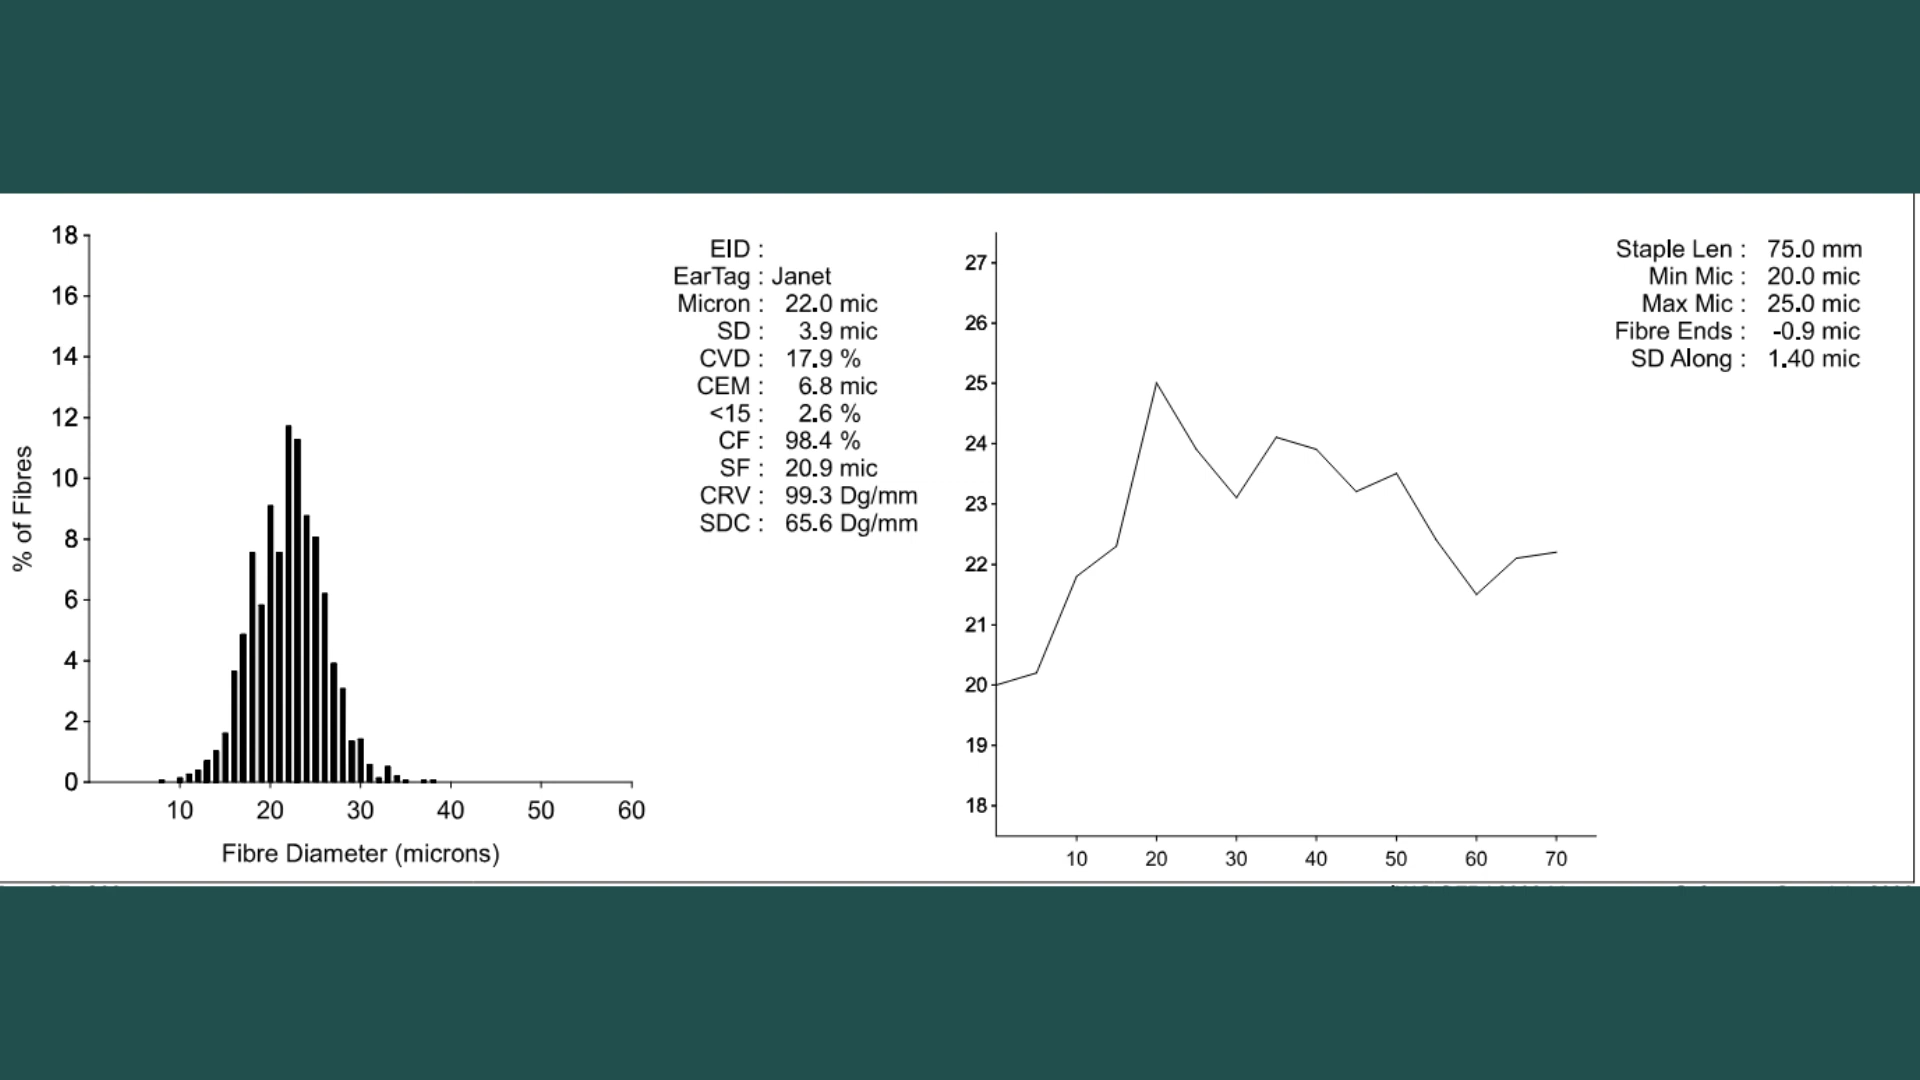 18
16
14
12
10
8
6
4
2
0
% of Fibres
10 20 30 40 50 60
Fibre Diameter (microns)
EID :
EarTag : Janet
Micron : 22.0 mic
SD : 3.9 mic
CVD : 17.9 %
CEM : 6.8 mic
<15 : 2.6 %
CF : 98.4 %
SF : 20.9 mic
CRV : 99.3 Dg/mm
SDC : 65.6 Dg/mm
27
26
25
24
23
22
21
20
19
18
10 20 30 40 50 60 70
Staple Len : 75.0 mm
Min Mic : 20.0 mic
Max Mic : 25.0 mic
Fibre Ends : -0.9 mic
SD Along : 1.40 mic